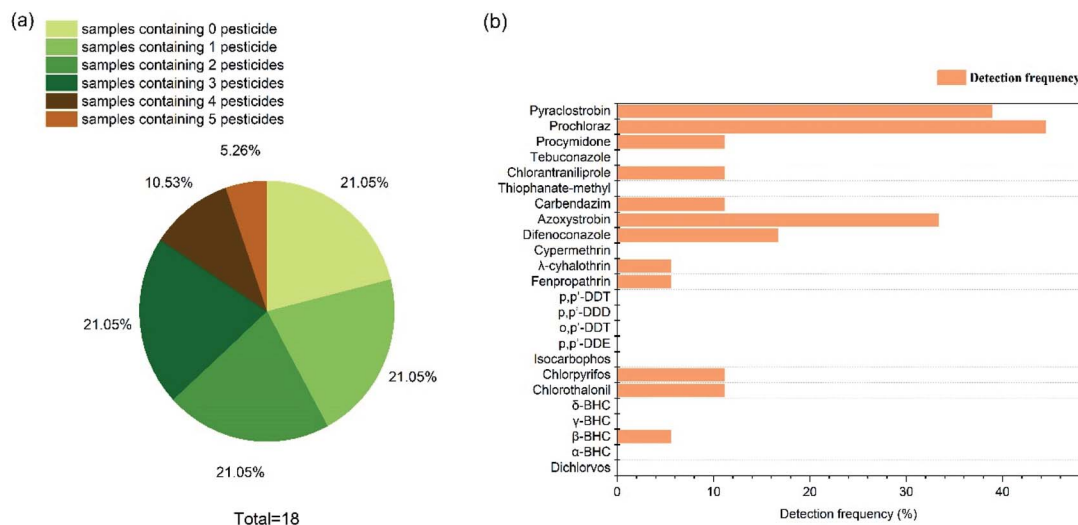 (a)
samples containing 0 pesticide
samples containing 1 pesticide
samples containing 2 pesticides
samples containing 3 pesticides
samples containing 4 pesticides
samples containing 5 pesticides
5.26%
10.53%
21.05%
21.05%
21.05%
21.05%
Total=18
(b)
Detection frequency
Pyraclostrobin
Prochloraz
Procymidone
Tebuconazole
Chlorantraniliprole
Thiophanate-methyl
Carbendazim
Azoxystrobin
Difenoconazole
Cypermethrin
λ-cyhalothrin
Fenpropathrin
p,p'-DDT
p,p'-DDD
o,p'-DDT
p,p'-DDE
Isocarbophos
Chlorpyrifos
Chlorothalonil
δ-BHC
γ-BHC
β-BHC
α-BHC
Dichlorvos
0 10 20 30 40
Detection frequency (%)